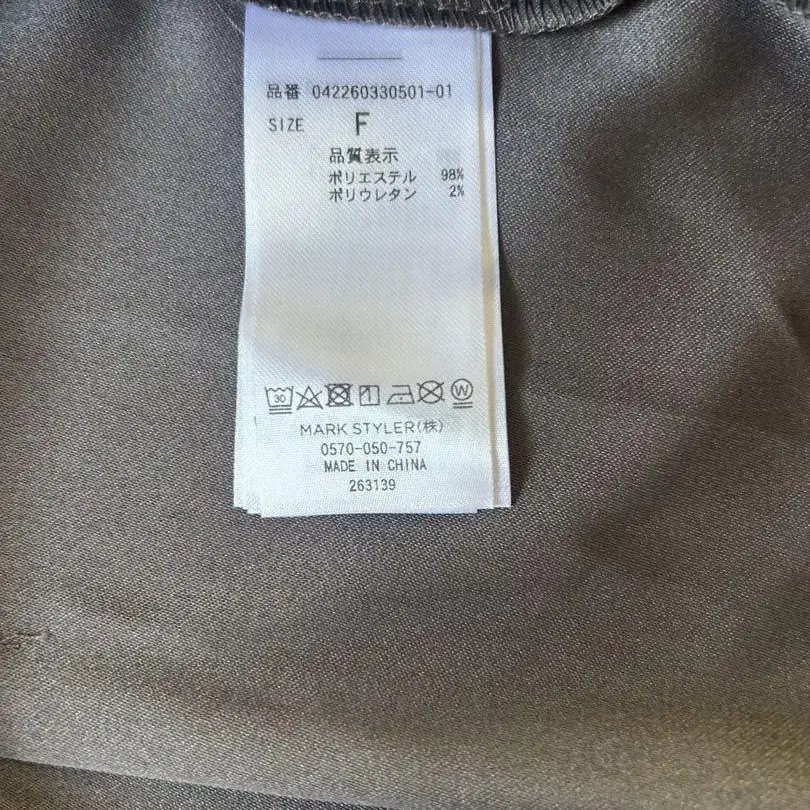 品番 042260330501-01
SIZE F
品質表示
ポリエステル 98%
ポリウレタン 2%
30 W
MARK STYLER(株)
0570-050-757
MADE IN CHINA
263139